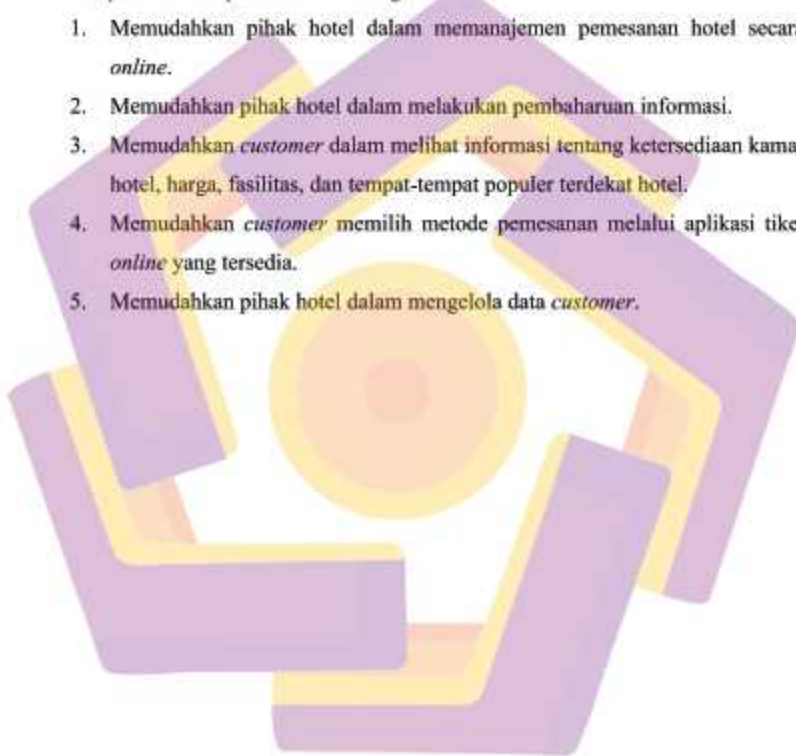 1. Memudahkan pihak hotel dalam memanajemen pemesanan hotel secar
online.
2. Memudahkan pihak hotel dalam melakukan pembaharuan informasi.
3. Memudahkan customer dalam melihat informasi tentang ketersediaan kama
hotel, harga, fasilitas, dan tempat-tempat populer terdekat hotel.
4. Memudahkan customer memilih metode pemesanan melalui aplikasi tike
online yang tersedia.
5. Memudahkan pihak hotel dalam mengelola data customer.